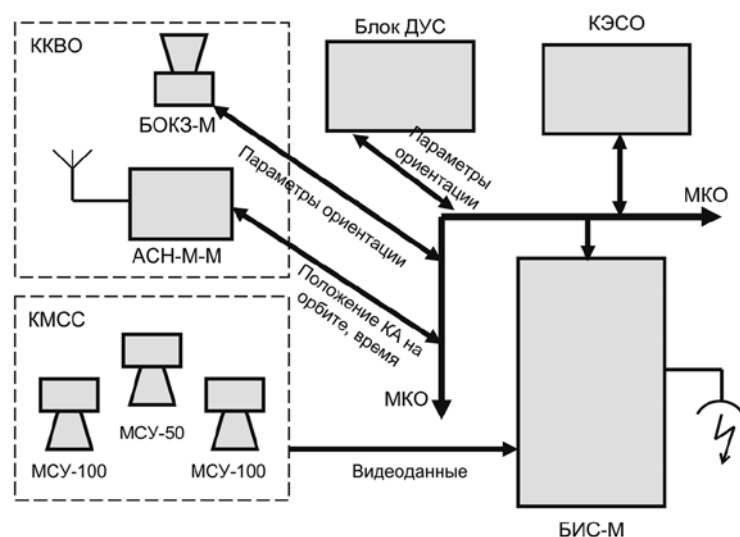 ККВО
БОКЗ-М
АСН-М-М
Блок ДУС
КЭСО
Параметры
ориентации
Параметры ориентации
Положение КА на
орбите, время
МКО
МКО
КМСС
МСУ-100
МСУ-50
МСУ-100
Видеоданные
БИС-М